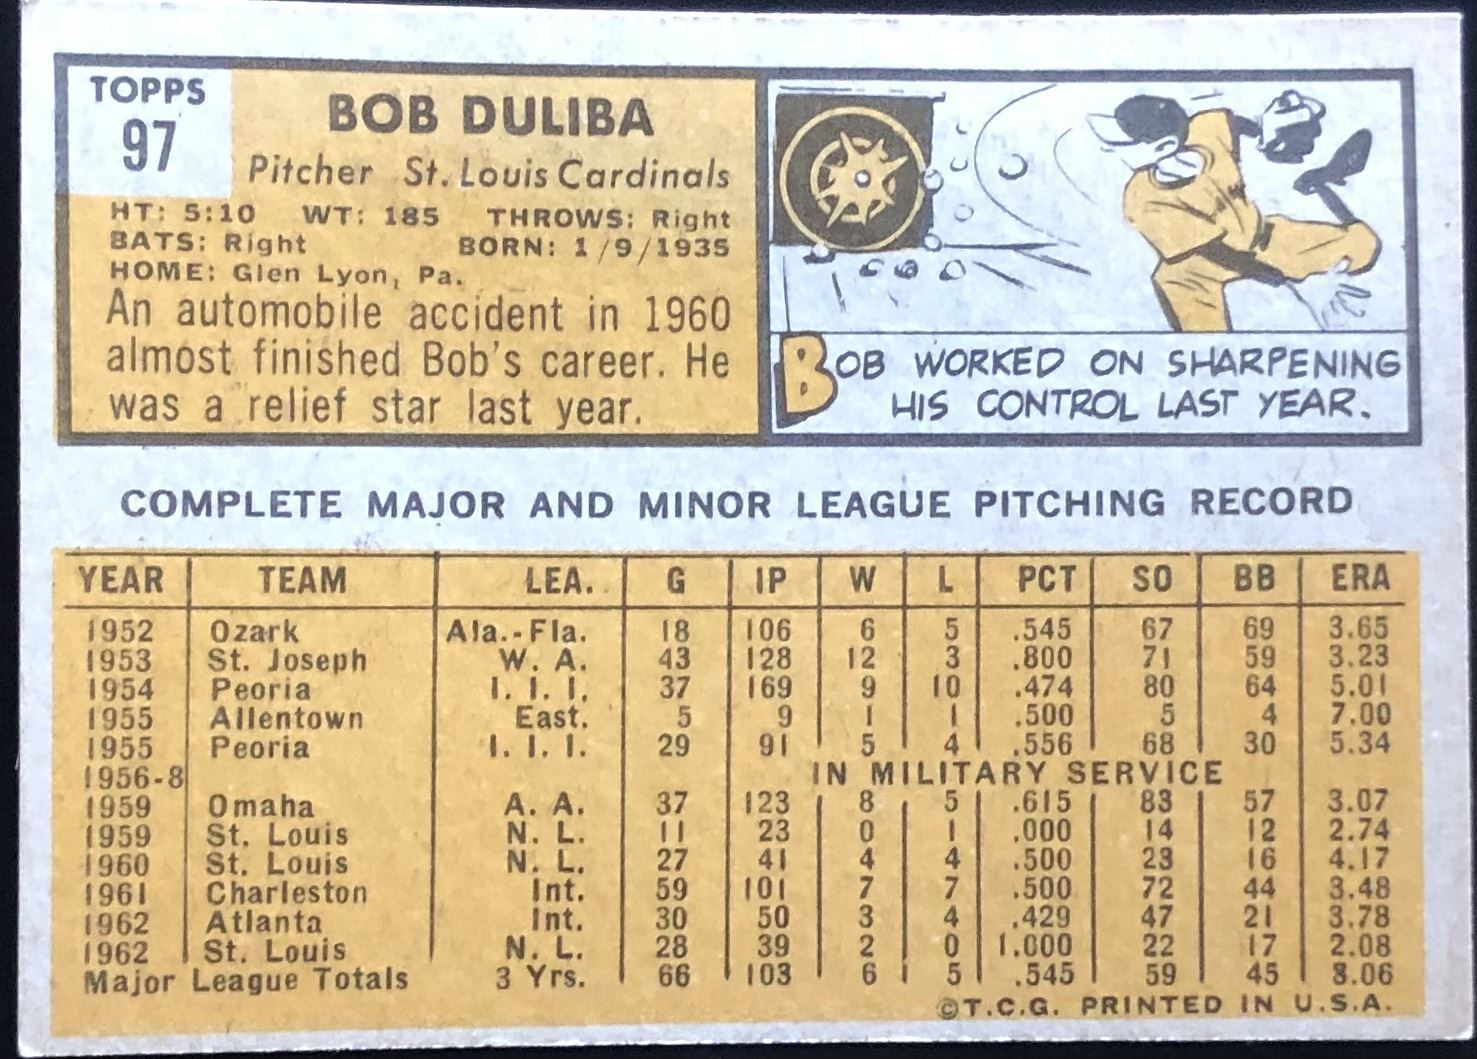 TOPPS
97
BOB DULIBA
Pitcher St. Louis Cardinals
HT: 5:10 WT: 185 THROWS: Right
BATS: Right BORN: 1/9/1935
HOME: Glen Lyon, Pa.
An automobile accident in 1960
almost finished Bob's career. He
was a relief star last year.
BOB WORKED ON SHARPENING
HIS CONTROL LAST YEAR.
COMPLETE MAJOR AND MINOR LEAGUE PITCHING RECORD
YEAR TEAM LEA. G IP W L PCT SO BB ERA
1952 Ozark Ala.-Fla. 18 106 6 5 .545 67 69 3.65
1953 St. Joseph W. A. 43 128 12 3 .800 71 59 3.23
1954 Peoria I. I. I. 37 169 9 10 .474 80 64 5.01
1955 Allentown East. 5 9 1 1 .500 5 4 7.00
1955 Peoria I. I. I. 29 91 5 4 .556 68 30 5.34
1956-8 IN MILITARY SERVICE
1959 Omaha A. A. 37 123 8 5 .615 83 57 3.07
1959 St. Louis N. L. 11 23 0 1 .000 14 12 2.74
1960 St. Louis N. L. 27 41 4 4 .500 23 16 4.17
1961 Charleston Int. 59 101 7 7 .500 72 44 3.48
1962 Atlanta Int. 30 50 3 4 .429 47 21 3.78
1962 St. Louis N. L. 28 39 2 0 1.000 22 17 2.08
Major League Totals 3 Yrs. 66 103 6 5 .545 59 45 3.06
©T.C.G. PRINTED IN U.S.A.